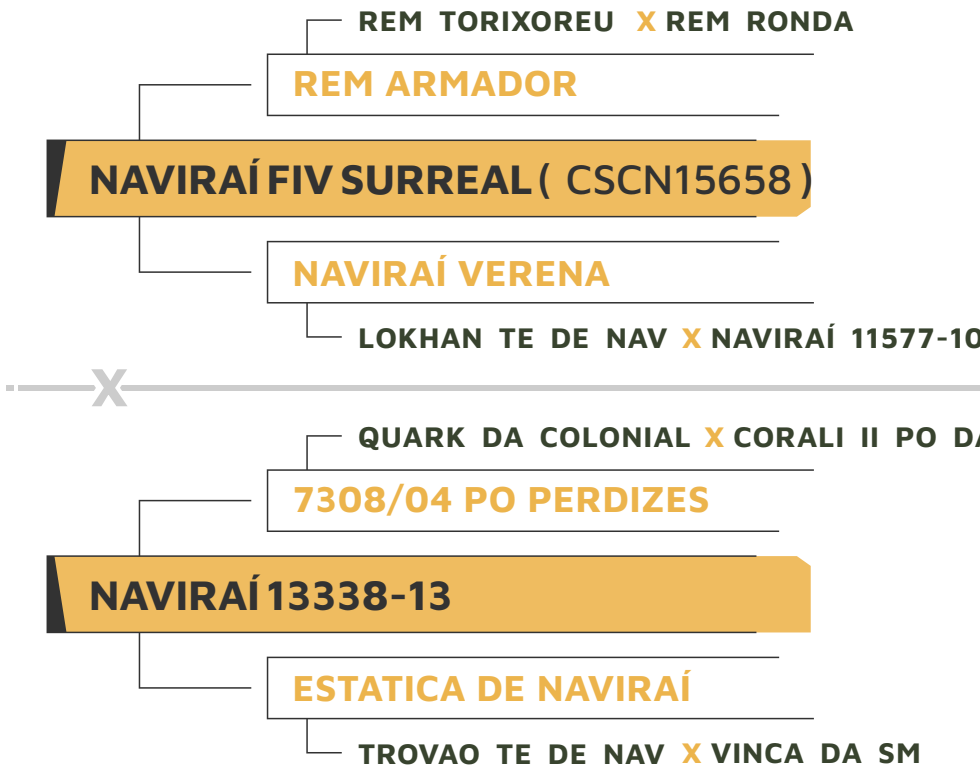 REM TORIXOREU X REM RONDA
REM ARMADOR
NAVIRAÍ FIV SURREAL ( CSCN15658 )
NAVIRAÍ VERENA
LOKHAN TE DE NAV X NAVIRAÍ 11577-10
X
QUARK DA COLONIAL X CORALI II PO DA
7308/04 PO PERDIZES
NAVIRAÍ 13338-13
ESTATICA DE NAVIRAÍ
TROVAO TE DE NAV X VINCA DA SM